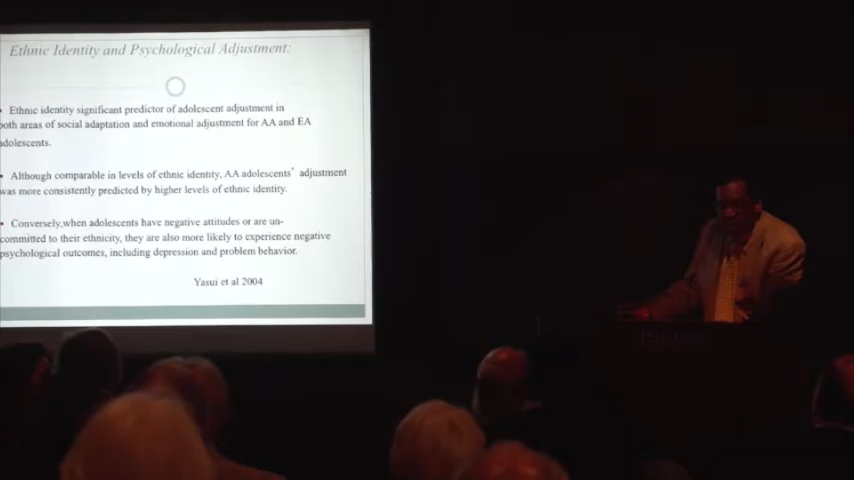 Ethnic Identity and Psychological Adjustment:
• Ethnic identity significant predictor of adolescent adjustment in
both areas of social adaptation and emotional adjustment for AA and EA
adolescents.
• Although comparable in levels of ethnic identity, AA adolescents' adjustment
was more consistently predicted by higher levels of ethnic identity.
• Conversely,when adolescents have negative attitudes or are un-
committed to their ethnicity, they are also more likely to experience negative
psychological outcomes, including depression and problem behavior.
Yasui et al 2004